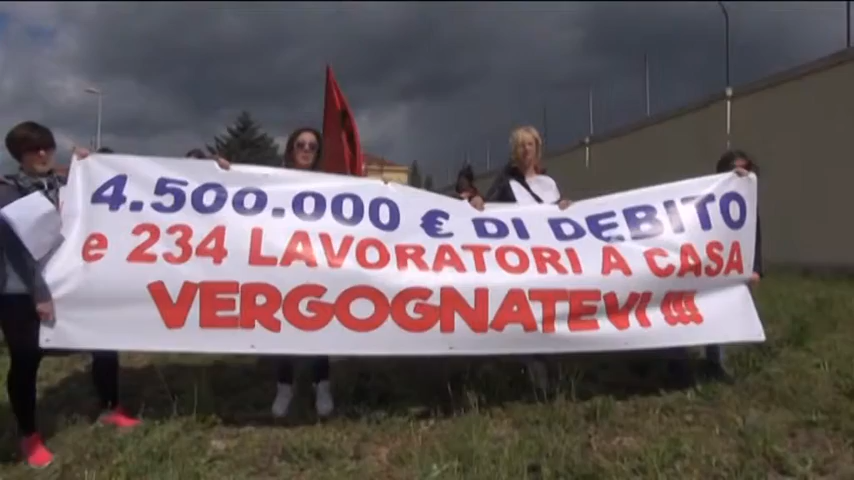 4.500.000 € DI DEBITO
e 234 LAVORATORI A CASA
VERGOGNATEVI !!!